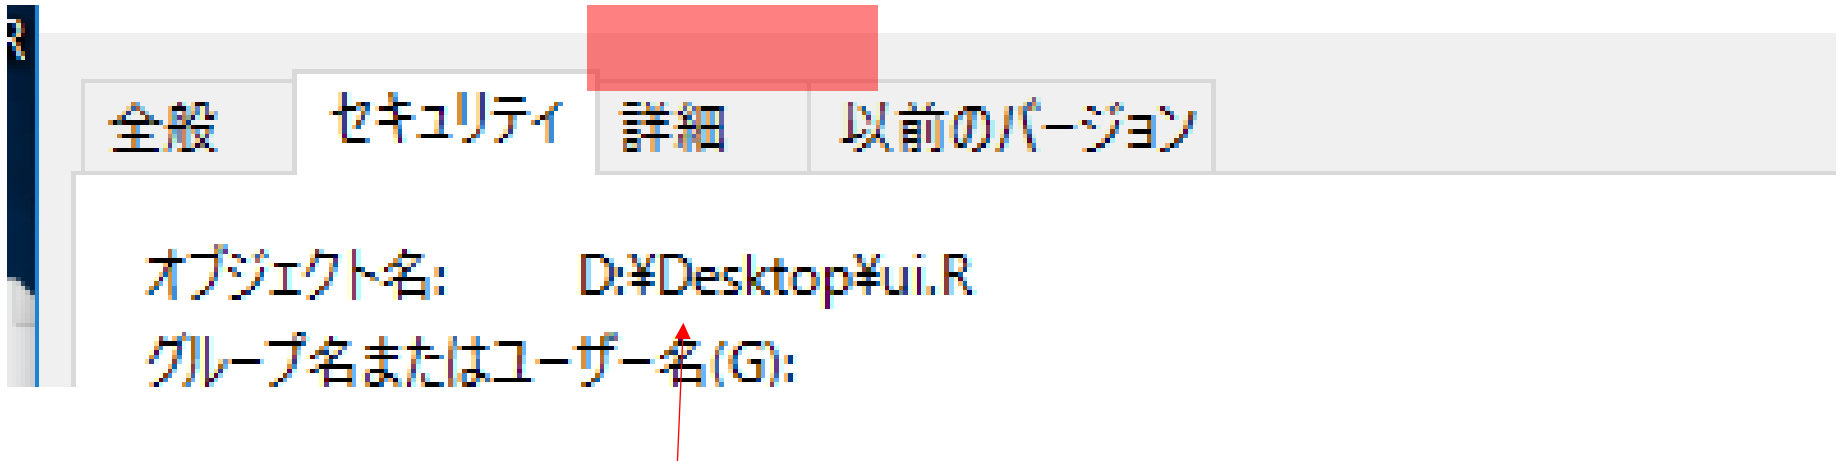 R
全般 セキュリティ 詳細 以前のバージョン
オブジェクト名: D:¥Desktop¥ui.R
グループ名またはユーザー名(G):